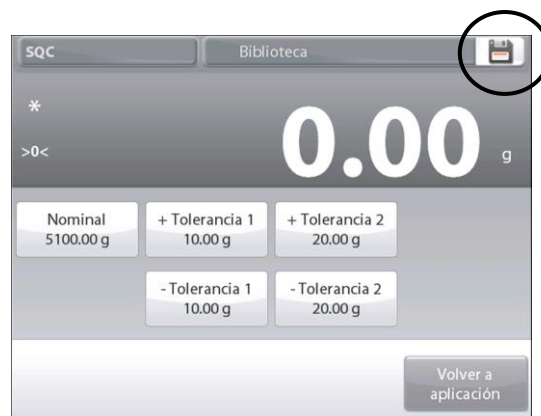 SQC
Biblioteca
*
>0<
0.00 g
Nominal
5100.00 g
+ Tolerancia 1
10.00 g
+ Tolerancia 2
20.00 g
- Tolerancia 1
10.00 g
- Tolerancia 2
20.00 g
Volver a
aplicación